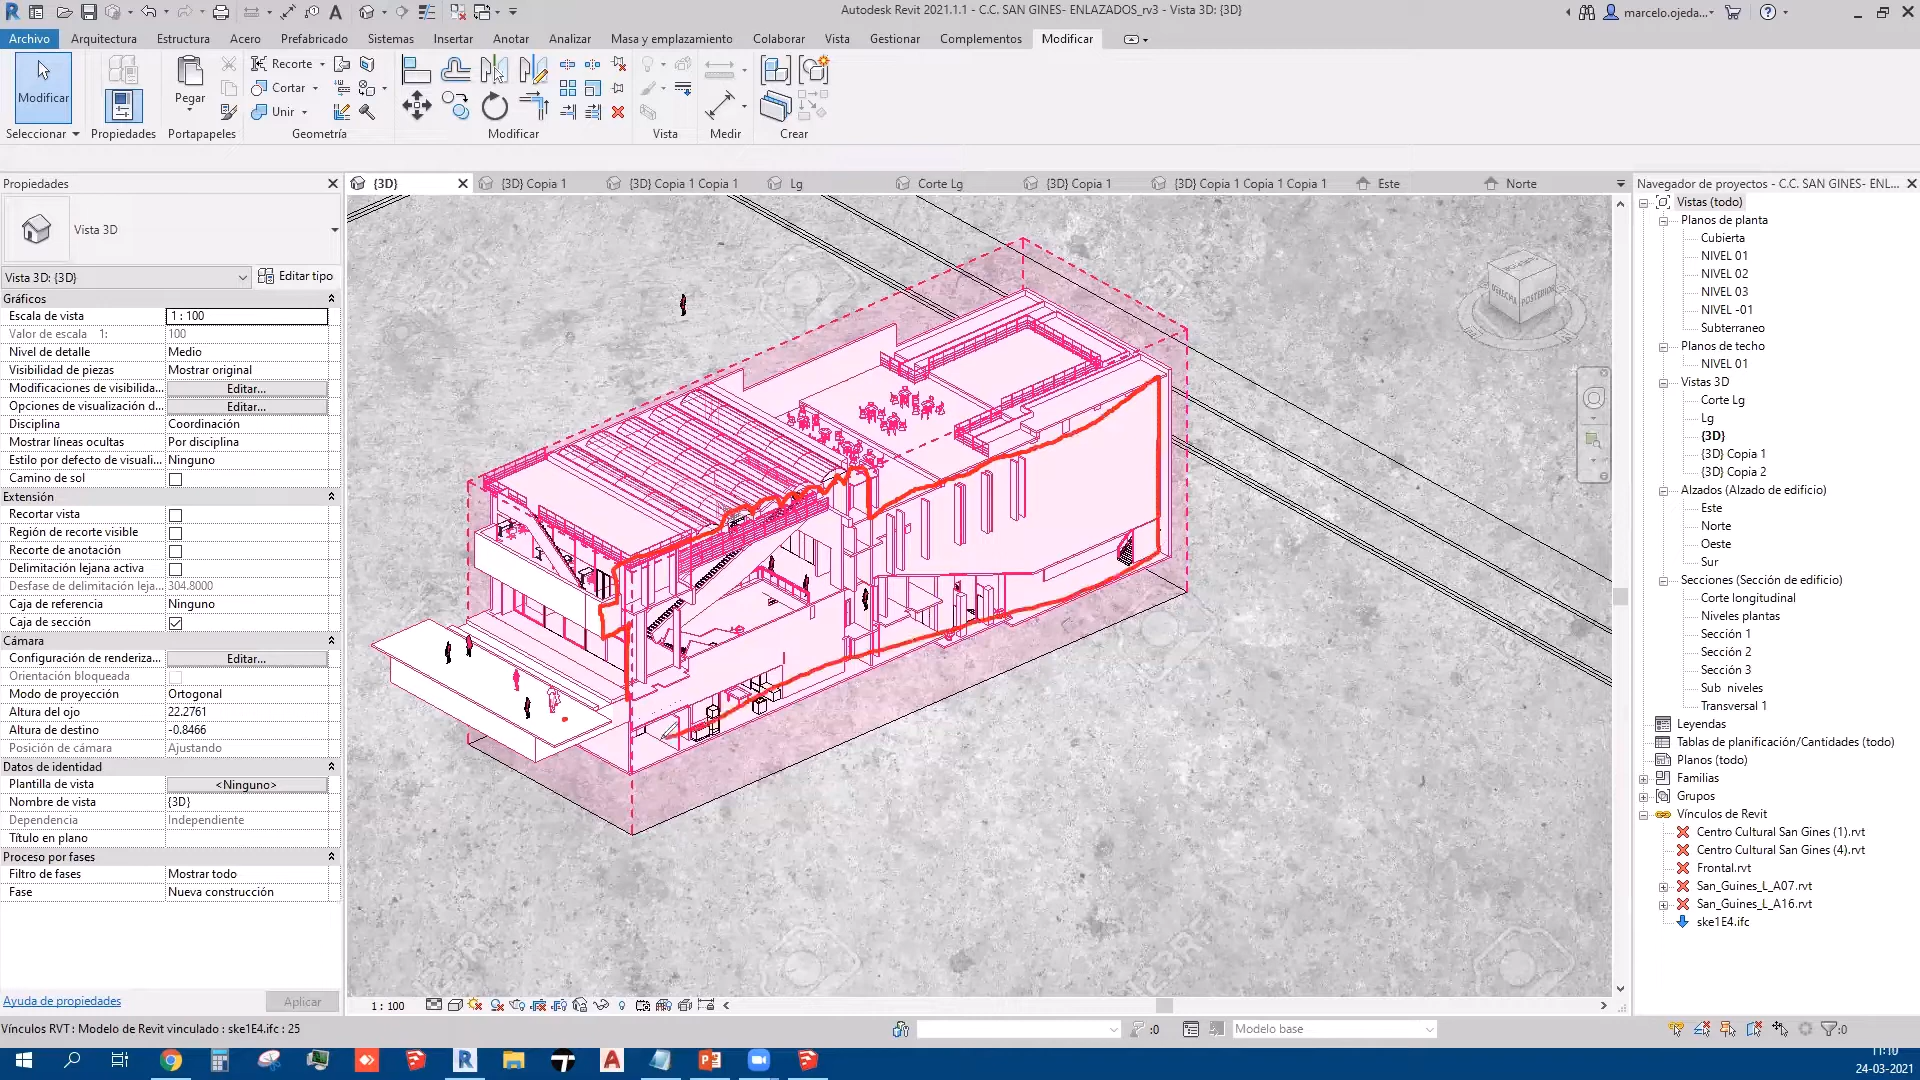 Autodesk Revit 2021.1.1 - C.C. SAN GINES- ENLAZADOS_rv3 - Vista 3D: {3D}
marcelo.ojeda...
Archivo Arquitectura Estructura Acero Prefabricado Sistemas Insertar Anotar Analizar Masa y emplazamiento Colaborar Vista Gestionar Complementos Modificar
Modificar
Pegar
Recorte
Cortar
Unir
Seleccionar Propiedades Portapapeles Geometría Modificar Vista Medir Crear
Propiedades
{3D} {3D} Copia 1 {3D} Copia 1 Copia 1 Lg Corte Lg {3D} Copia 1 {3D} Copia 1 Copia 1 Copia 1 Este Norte
Vista 3D
Vista 3D: {3D} Editar tipo
Gráficos
Escala de vista 1 : 100
Valor de escala 1: 100
Nivel de detalle Medio
Visibilidad de piezas Mostrar original
Modificaciones de visibilida... Editar...
Opciones de visualización d... Editar...
Disciplina Coordinación
Mostrar líneas ocultas Por disciplina
Estilo por defecto de visuali... Ninguno
Camino de sol
Extensión
Recortar vista
Región de recorte visible
Recorte de anotación
Delimitación lejana activa
Desfase de delimitación leja... 304.8000
Caja de referencia Ninguno
Caja de sección
Cámara
Configuración de renderiza... Editar...
Orientación bloqueada
Modo de proyección Ortogonal
Altura del ojo 22.2761
Altura de destino -0.8466
Posición de cámara Ajustando
Datos de identidad
Plantilla de vista <Ninguno>
Nombre de vista {3D}
Dependencia Independiente
Título en plano
Proceso por fases
Filtro de fases Mostrar todo
Fase Nueva construcción
Ayuda de propiedades Aplicar
DERECHA POSTERIOR
Navegador de proyectos - C.C. SAN GINES- ENL...
Vistas (todo)
Planos de planta
Cubierta
NIVEL 01
NIVEL 02
NIVEL 03
NIVEL -01
Subterraneo
Planos de techo
NIVEL 01
Vistas 3D
Corte Lg
Lg
{3D}
{3D} Copia 1
{3D} Copia 2
Alzados (Alzado de edificio)
Este
Norte
Oeste
Sur
Secciones (Sección de edificio)
Corte longitudinal
Niveles plantas
Sección 1
Sección 2
Sección 3
Sub niveles
Transversal 1
Leyendas
Tablas de planificación/Cantidades (todo)
Planos (todo)
Familias
Grupos
Vínculos de Revit
Centro Cultural San Gines (1).rvt
Centro Cultural San Gines (4).rvt
Frontal.rvt
San_Guines_L_A07.rvt
San_Guines_L_A16.rvt
ske1E4.ifc
1 : 100
Vínculos RVT : Modelo de Revit vinculado : ske1E4.ifc : 25
:0
Modelo base
:0
11:10
24-03-2021